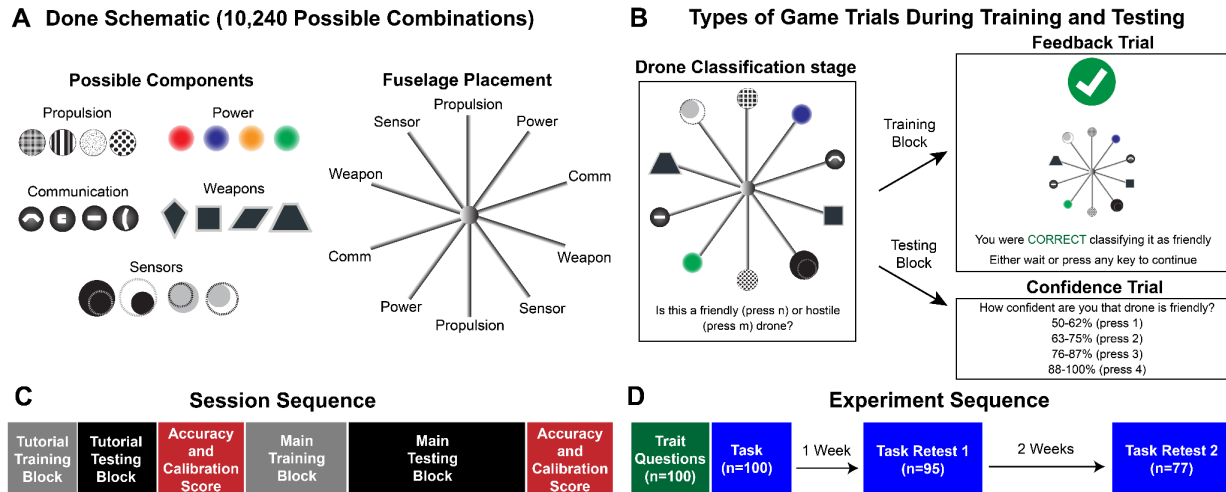 A Done Schematic (10,240 Possible Combinations)
Possible Components
Propulsion
Power
Communication
Weapons
Sensors
Fuselage Placement
Propulsion
Sensor
Power
Weapon
Comm
Comm
Weapon
Power
Sensor
Propulsion
B Types of Game Trials During Training and Testing
Drone Classification stage
Is this a friendly (press n) or hostile
(press m) drone?
Training
Block
Testing
Block
Feedback Trial
You were CORRECT classifying it as friendly
Either wait or press any key to continue
Confidence Trial
How confident are you that drone is friendly?
50-62% (press 1)
63-75% (press 2)
76-87% (press 3)
88-100% (press 4)
C Session Sequence
Tutorial
Training
Block
Tutorial
Testing
Block
Accuracy
and
Calibration
Score
Main
Training
Block
Main
Testing
Block
Accuracy
and
Calibration
Score
D Experiment Sequence
Trait
Questions
(n=100)
Task
(n=100)
1 Week
Task Retest 1
(n=95)
2 Weeks
Task Retest 2
(n=77)